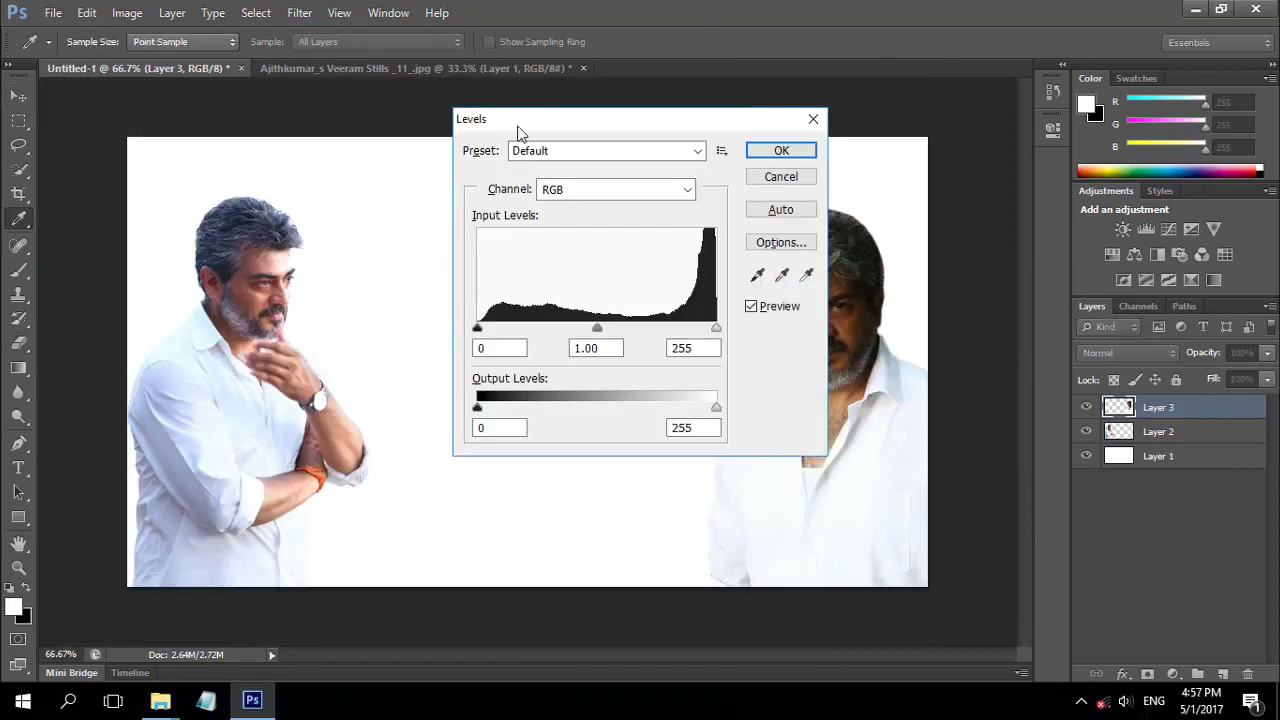 Ps File Edit Image Layer Type Select Filter View Window Help
Sample Size: Point Sample Sample: All Layers Show Sampling Ring Essentials
Untitled-1 @ 66.7% (Layer 3, RGB/8) * × Ajithkumar_s Veeram Stills _11_.jpg @ 33.3% (Layer 1, RGB/8#) * ×
Levels
Preset: Default OK
Cancel
Channel: RGB
Auto
Input Levels:
Options...
Preview
0 1.00 255
Output Levels:
0 255
Color Swatches
R 255
G 255
B 255
Adjustments Styles
Add an adjustment
Layers Channels Paths
Kind
Normal Opacity: 100%
Lock: Fill: 100%
Layer 3
Layer 2
Layer 1
66.67% Doc: 2.64M/2.72M
Mini Bridge Timeline
Ps ENG 4:57 PM
5/1/2017 1